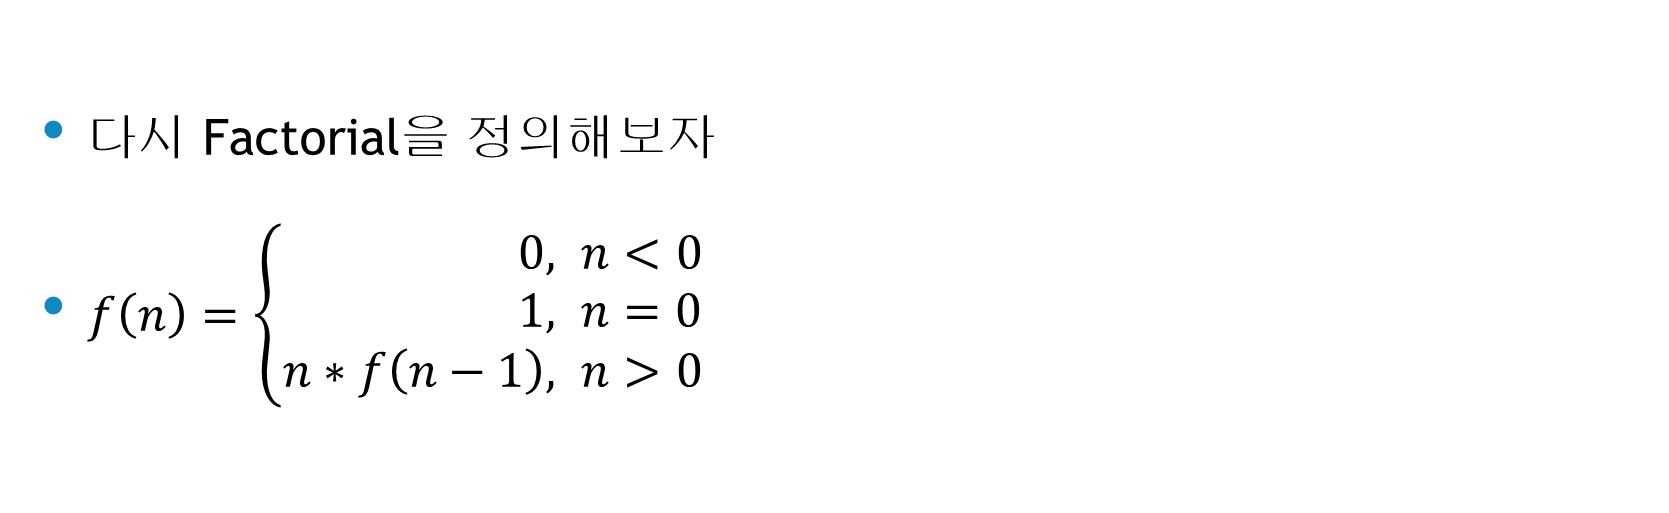 • 다시 Factorial을 정의해보자
• f(n) = {
0, n < 0
1, n = 0
n * f(n − 1), n > 0